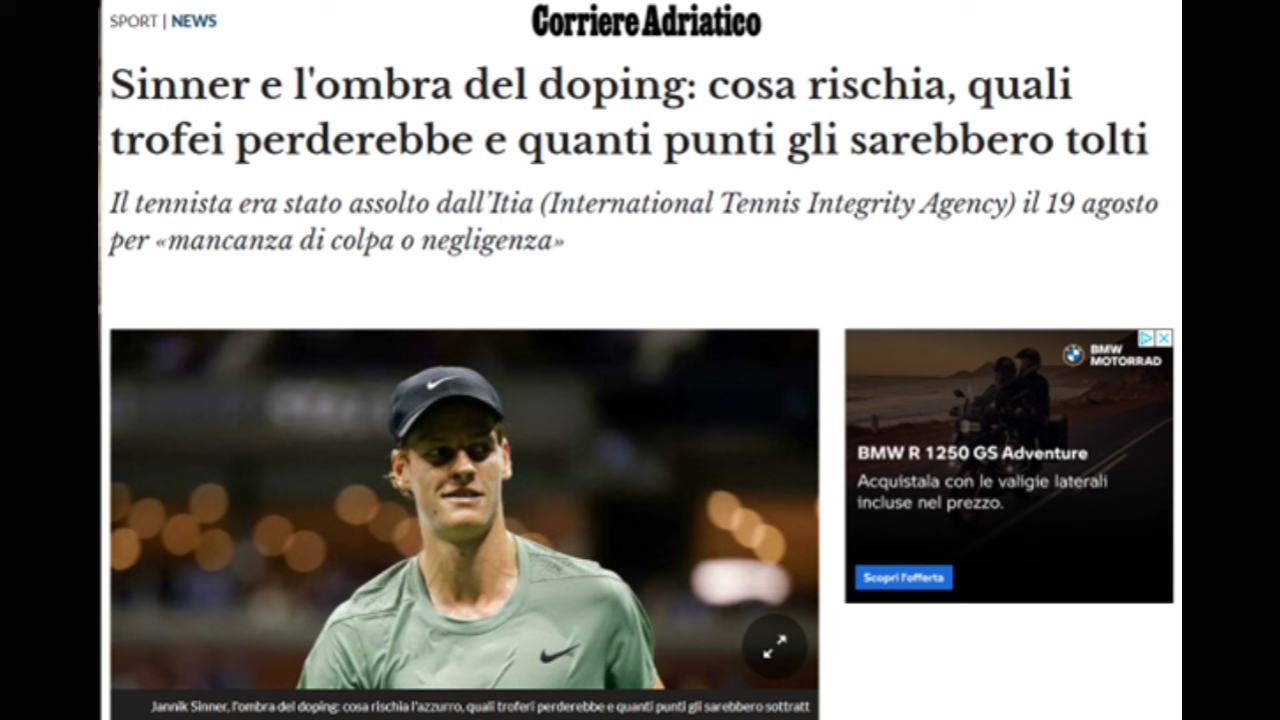 SPORT | NEWS
Corriere Adriatico
Sinner e l'ombra del doping: cosa rischia, quali
trofei perderebbe e quanti punti gli sarebbero tolti
Il tennista era stato assolto dall'Itia (International Tennis Integrity Agency) il 19 agosto
per «mancanza di colpa o negligenza»
BMW
MOTORRAD
BMW R 1250 GS Adventure
Acquistala con le valigie laterali
incluse nel prezzo.
Scopri l'offerta
Jannik Sinner, l'ombra del doping: cosa rischia l'azzurro, quali troferi perderebbe e quanti punti gli sarebbero sottratt